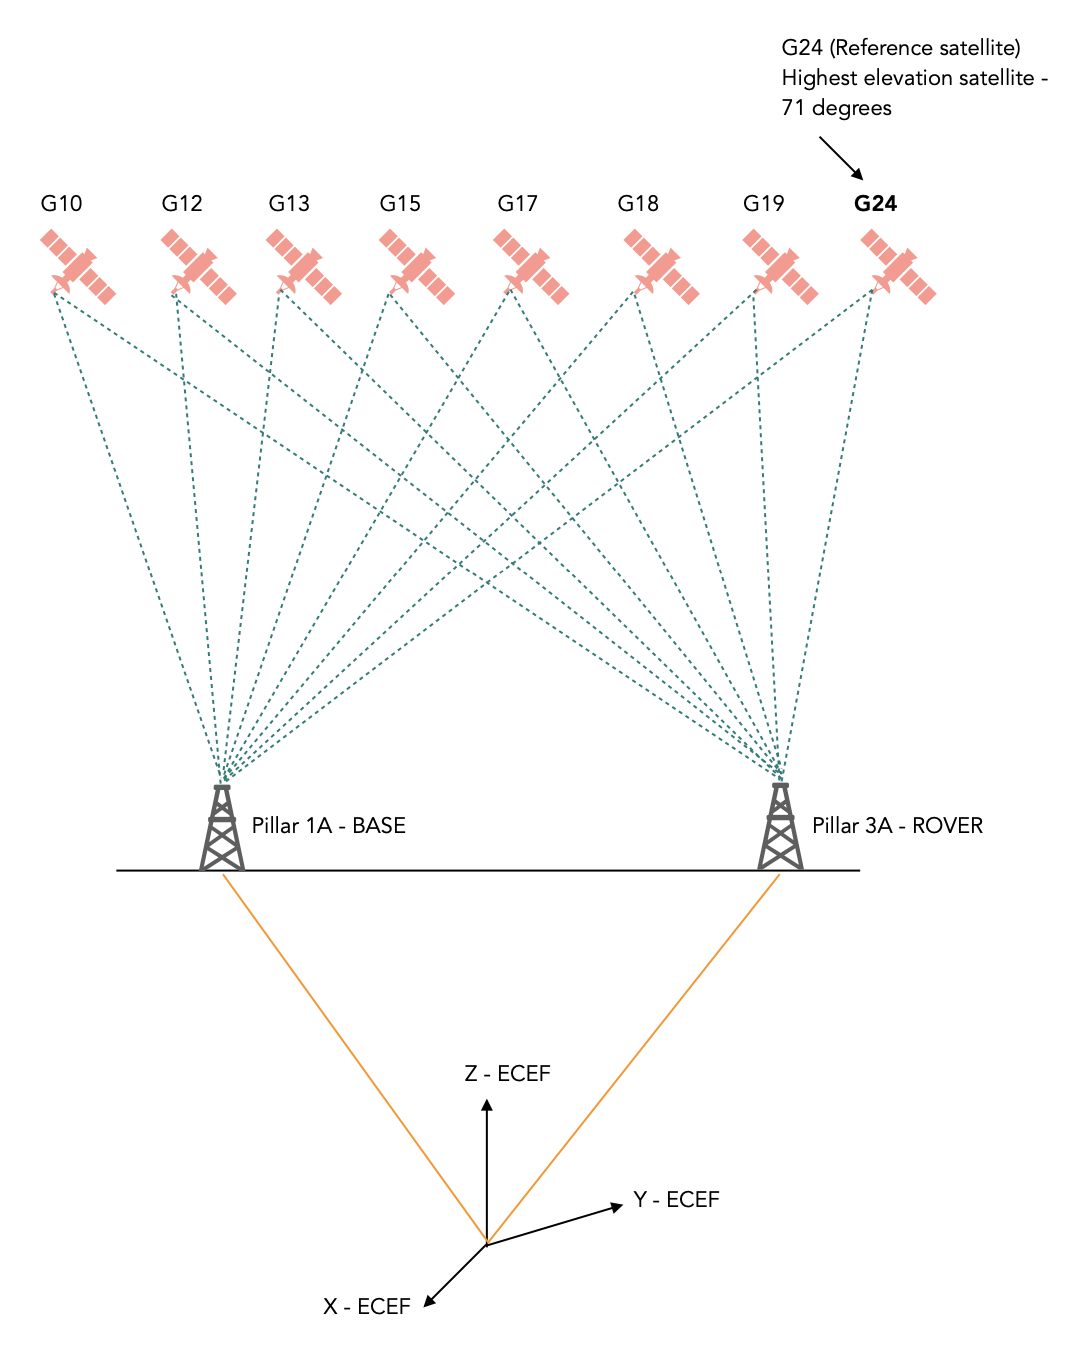 G24 (Reference satellite)
Highest elevation satellite -
71 degrees
G10
G12
G13
G15
G17
G18
G19
G24
Pillar 1A - BASE
Pillar 3A - ROVER
Z - ECEF
Y - ECEF
X - ECEF